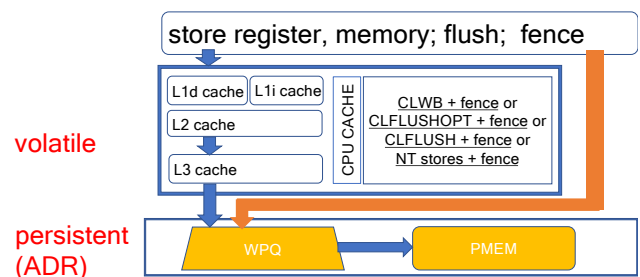 store register, memory; flush; fence
L1d cache
L1i cache
L2 cache
L3 cache
CPU CACHE
CLWB + fence or
CLFLUSHOPT + fence or
CLFLUSH + fence or
NT stores + fence
volatile
persistent
(ADR)
WPQ
PMEM